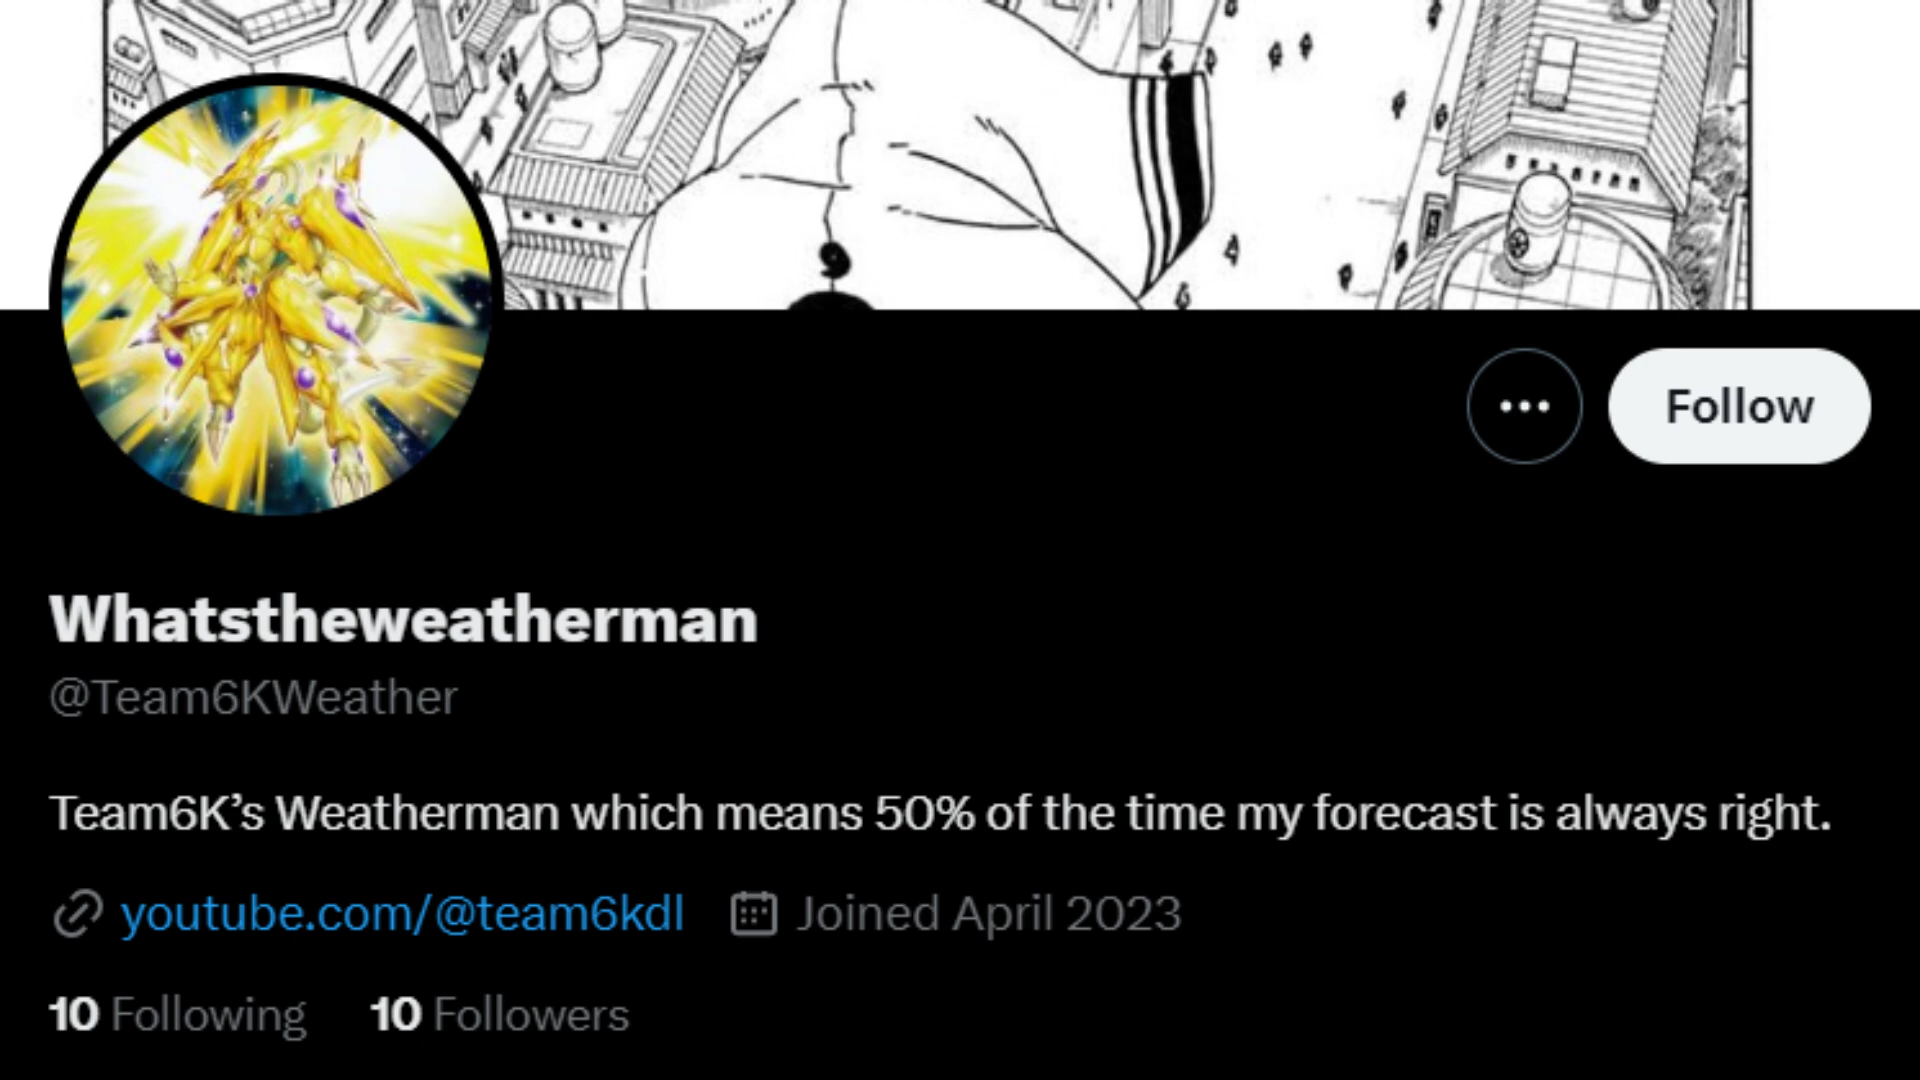 Follow
Whatstheweatherman
@Team6KWeather
Team6K’s Weatherman which means 50% of the time my forecast is always right.
youtube.com/@team6kdl Joined April 2023
10 Following 10 Followers